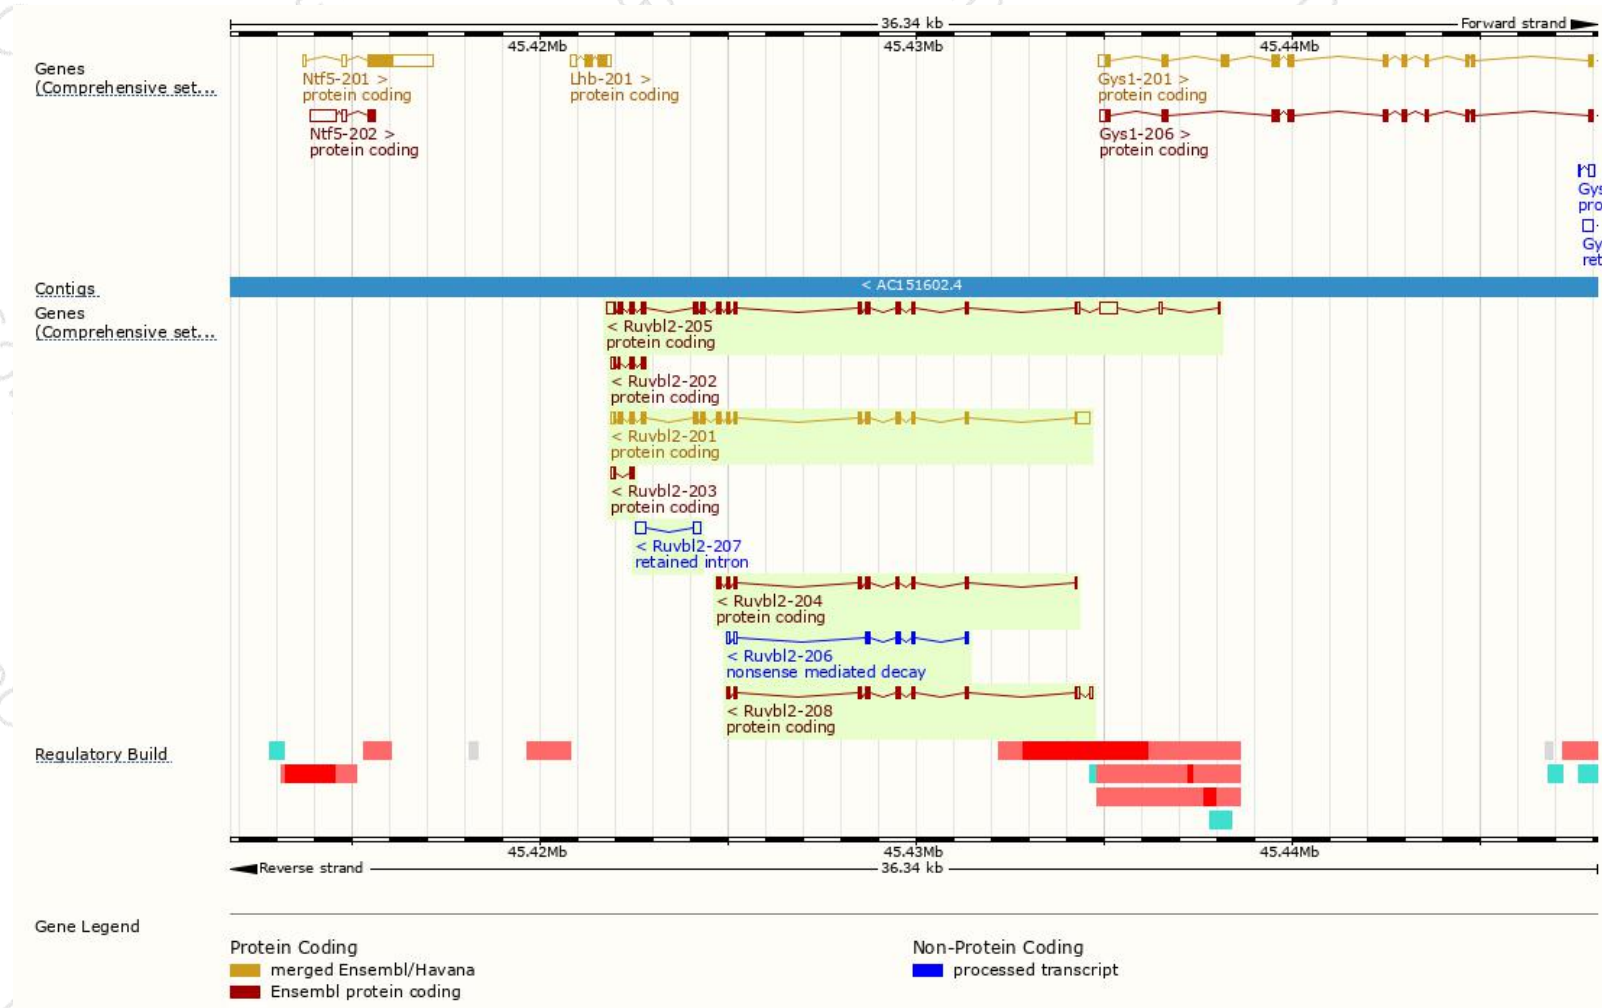 36.34 kb
Forward strand
45.42Mb
45.43Mb
45.44Mb
Genes
(Comprehensive set...
Ntf5-201 >
protein coding
Lhb-201 >
protein coding
Gys1-201 >
protein coding
Ntf5-202 >
protein coding
Gys1-206 >
protein coding
Gys
pro
Gy
ret
Contigs
< AC151602.4
Genes
(Comprehensive set...
< Ruvbl2-205
protein coding
< Ruvbl2-202
protein coding
< Ruvbl2-201
protein coding
< Ruvbl2-203
protein coding
< Ruvbl2-207
retained intron
< Ruvbl2-204
protein coding
< Ruvbl2-206
nonsense mediated decay
< Ruvbl2-208
protein coding
Regulatory Build
45.42Mb
45.43Mb
45.44Mb
Reverse strand
36.34 kb
Gene Legend
Protein Coding
merged Ensembl/Havana
Ensembl protein coding
Non-Protein Coding
processed transcript